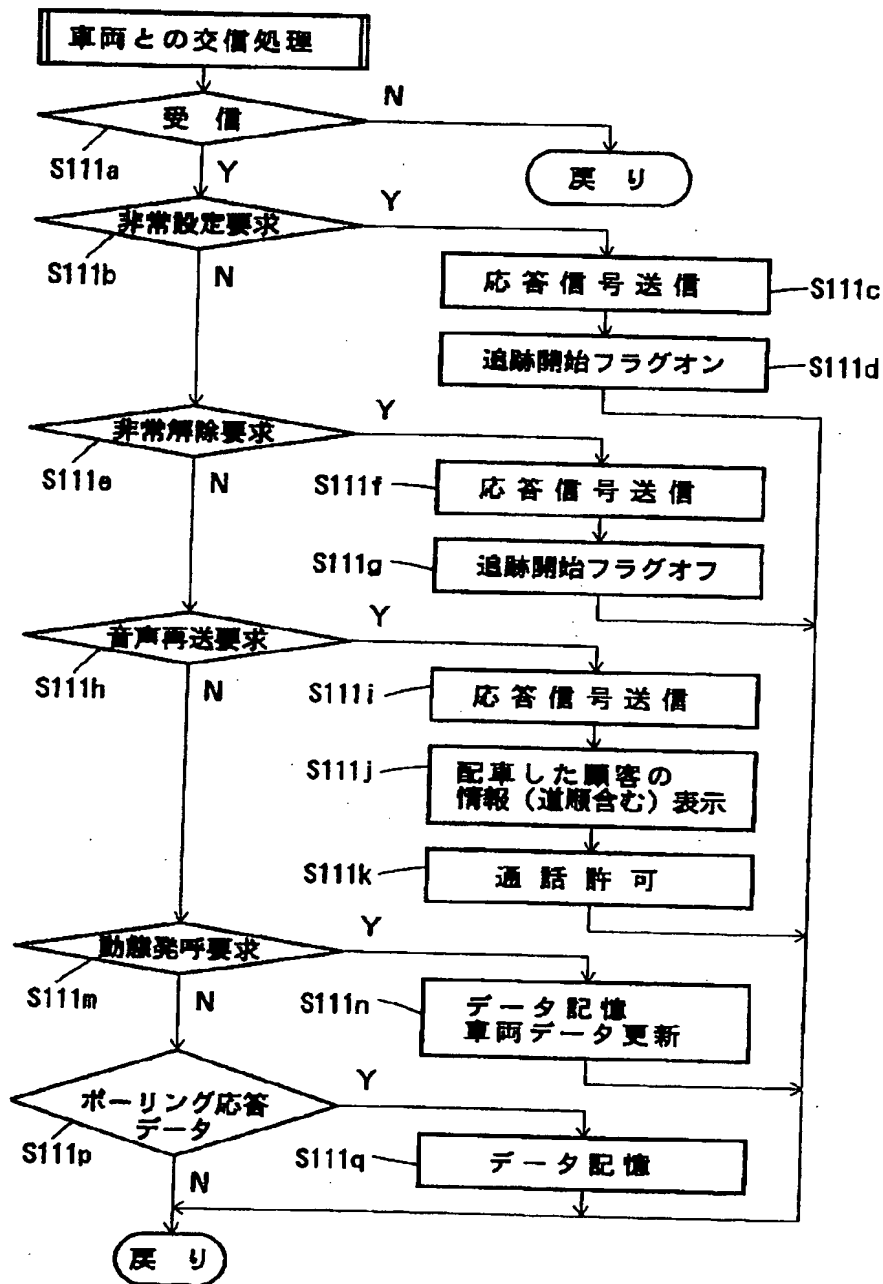 車両との交信処理
受信
N
S111a
Y
戻り
非常設定要求
Y
S111b
N
応答信号送信
S111c
追跡開始フラグオン
S111d
非常解除要求
Y
S111e
N
S111f
応答信号送信
S111g
追跡開始フラグオフ
音声再送要求
Y
S111h
N
S111i
応答信号送信
S111j
配車した顧客の
情報(道順含む)表示
S111k
通話許可
動態発呼要求
Y
S111m
N
S111n
データ記憶
車両データ更新
ポーリング応答
データ
Y
S111p
N
S111q
データ記憶
戻り